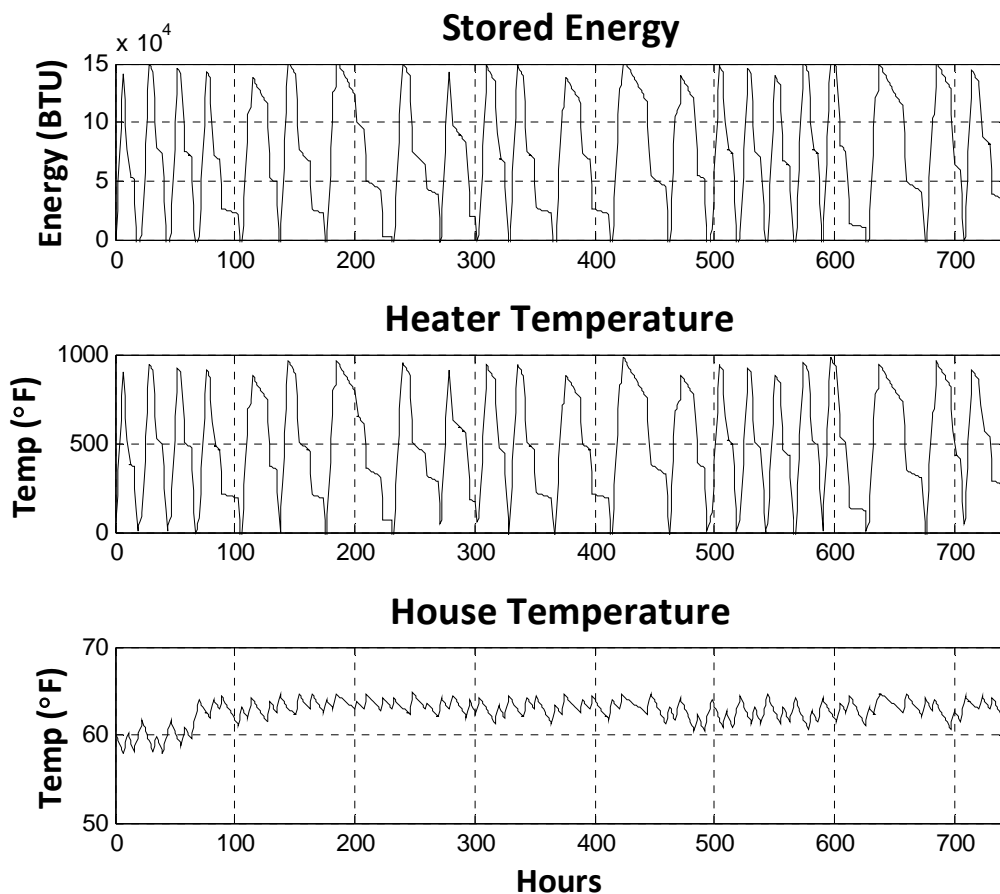 Stored Energy
x 10^4
Energy (BTU)
15
10
5
0
0 100 200 300 400 500 600 700
Heater Temperature
Temp (°F)
1000
500
0
0 100 200 300 400 500 600 700
House Temperature
Temp (°F)
70
60
50
0 100 200 300 400 500 600 700
Hours